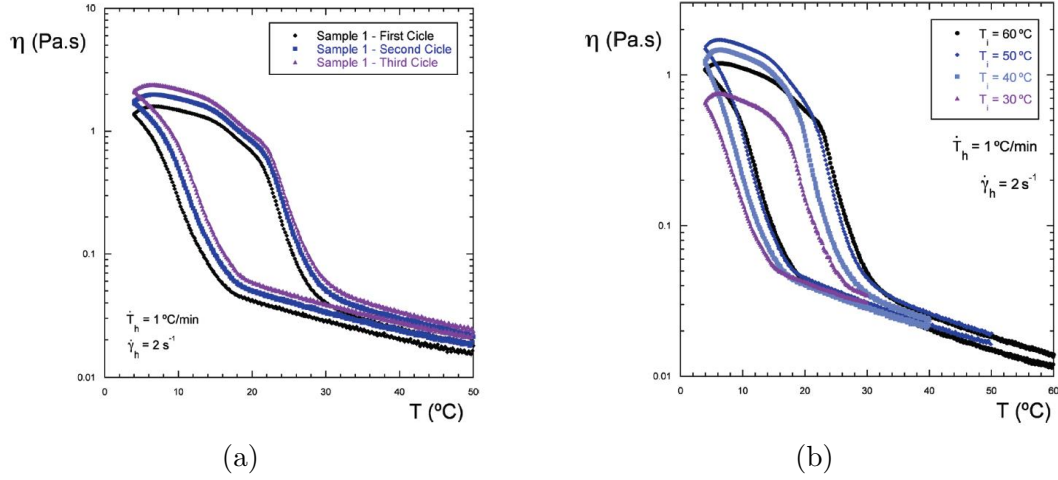 η (Pa.s)
10
1
0.1
0.01
0 10 20 30 40 50
T (ºC)
Sample 1 - First Cicle
Sample 1 - Second Cicle
Sample 1 - Third Cicle
Ṫh = 1 ºC/min
γ̇h = 2 s-1
(a)
η (Pa.s)
1
0.1
0.01
0 10 20 30 40 50 60
T (ºC)
Ti = 60 ºC
Ti = 50 ºC
Ti = 40 ºC
Ti = 30 ºC
Ṫh = 1 ºC/min
γ̇h = 2 s-1
(b)